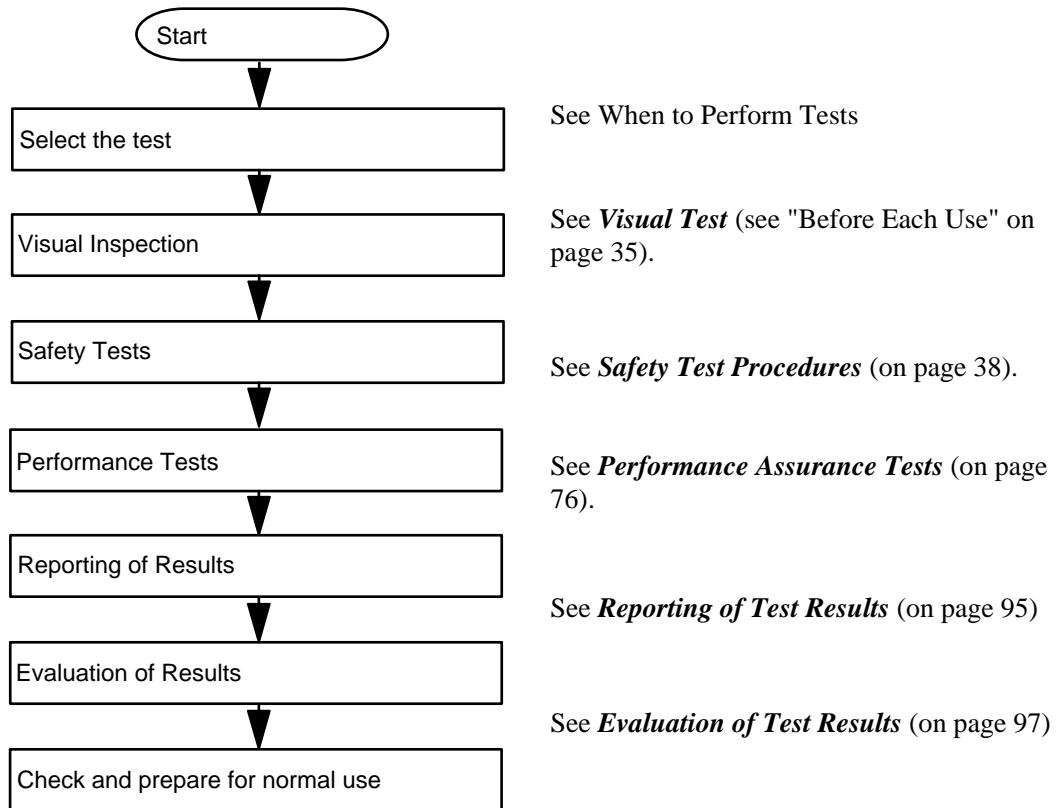 Start
Select the test
See When to Perform Tests
Visual Inspection
See Visual Test (see "Before Each Use" on
page 35).
Safety Tests
See Safety Test Procedures (on page 38).
Performance Tests
See Performance Assurance Tests (on page
76).
Reporting of Results
See Reporting of Test Results (on page 95)
Evaluation of Results
See Evaluation of Test Results (on page 97)
Check and prepare for normal use